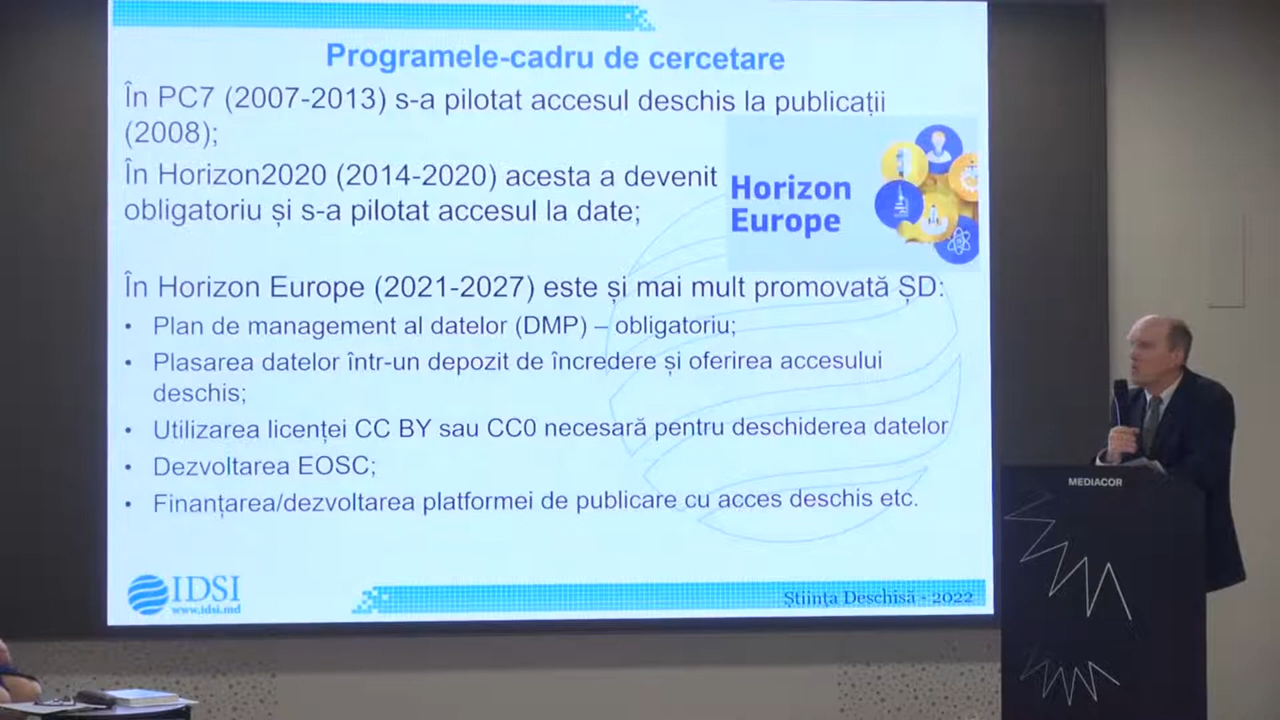 Programele-cadru de cercetare
În PC7 (2007-2013) s-a pilotat accesul deschis la publicații
(2008);
În Horizon2020 (2014-2020) acesta a devenit
obligatoriu și s-a pilotat accesul la date;
Horizon
Europe
În Horizon Europe (2021-2027) este și mai mult promovată ȘD:
• Plan de management al datelor (DMP) – obligatoriu;
• Plasarea datelor într-un depozit de încredere și oferirea accesului
deschis;
• Utilizarea licenței CC BY sau CC0 necesară pentru deschiderea datelor
• Dezvoltarea EOSC;
• Finanțarea/dezvoltarea platformei de publicare cu acces deschis etc.
IDSI
www.idsi.md
Știința Deschisă - 2022
MEDIACOR